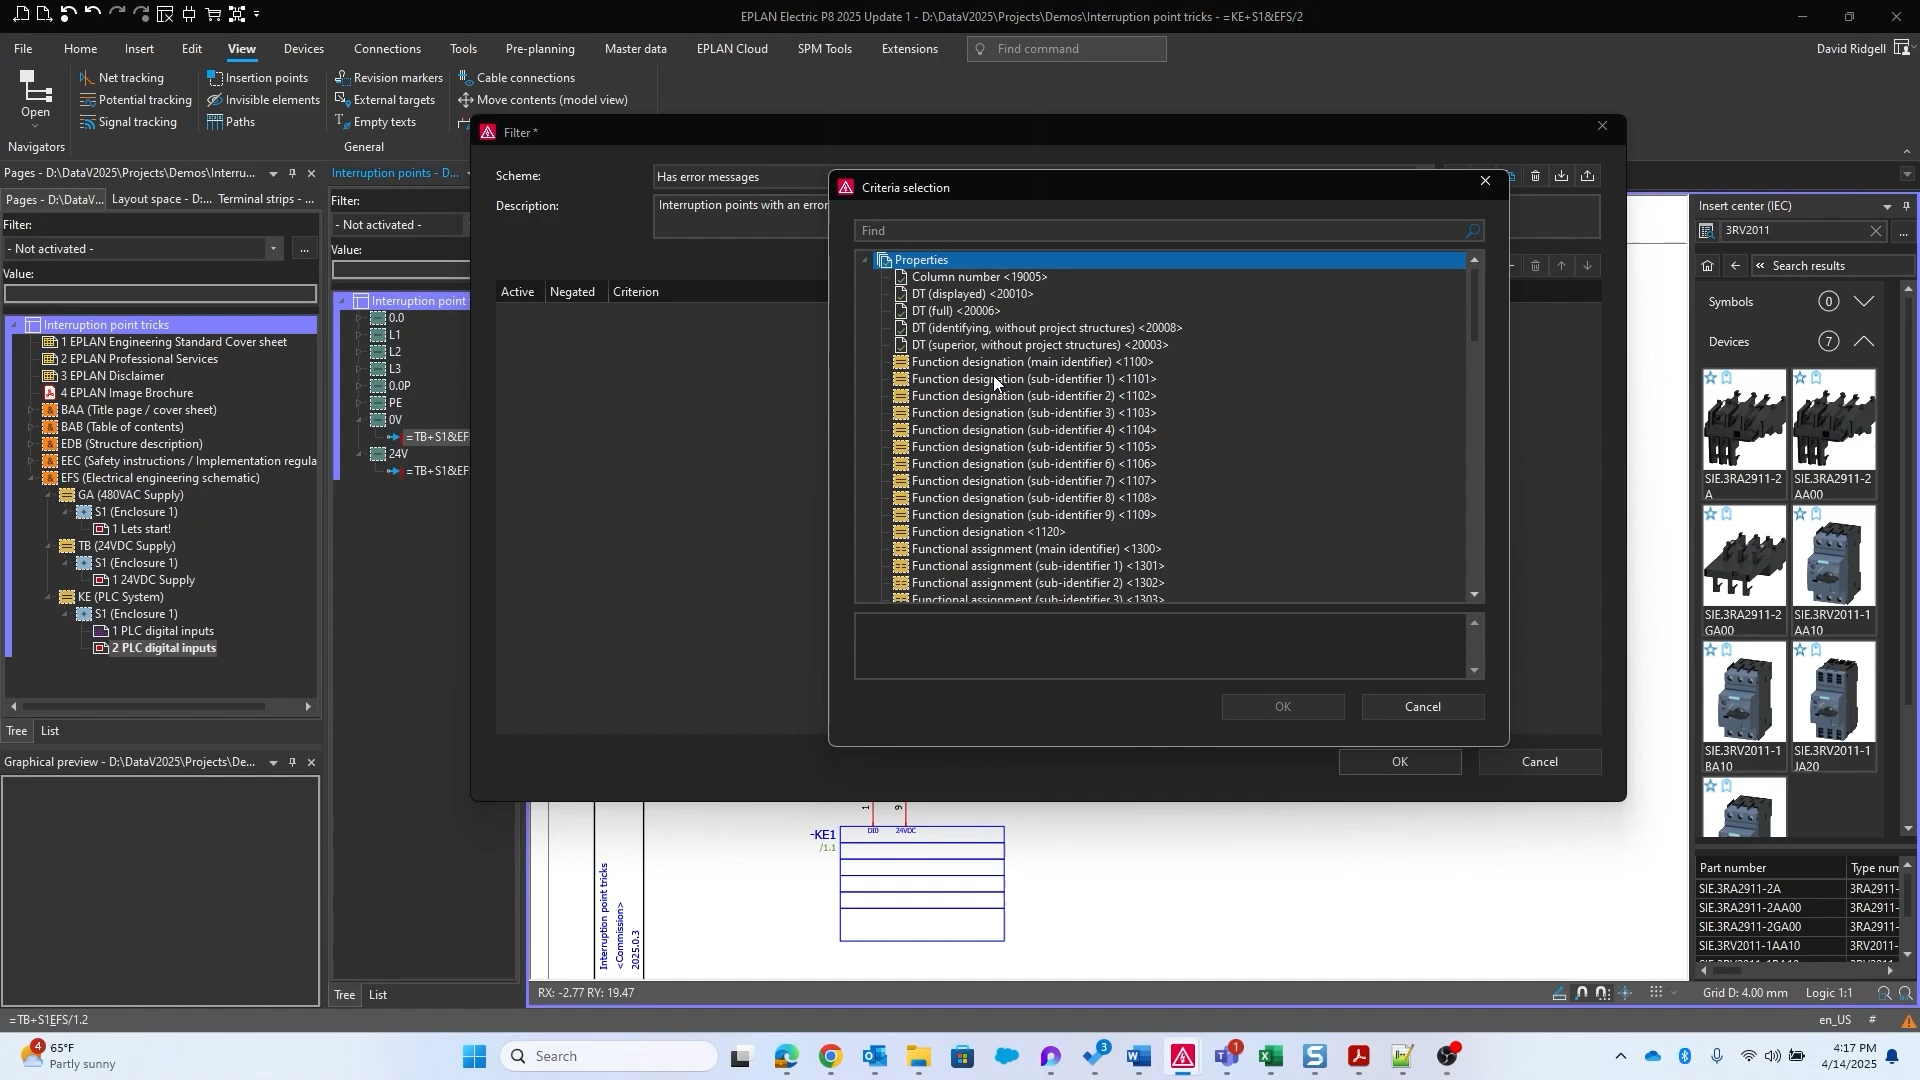 EPLAN Electric P8 2025 Update 1 - D:\DataV2025\Projects\Demos\Interruption point tricks - =KE+S1&EFS/2
File Home Insert Edit View Devices Connections Tools Pre-planning Master data EPLAN Cloud SPM Tools Extensions Find command David Ridgell
Net tracking Insertion points Revision markers Cable connections
Open Potential tracking Invisible elements External targets Move contents (model view)
Signal tracking Paths Empty texts
Navigators General
Pages - D:\DataV2025\Projects\Demos\Interru...
Pages - D:\DataV... Layout space - D:... Terminal strips - ...
Filter:
- Not activated - ...
Value:
Interruption point tricks
1 EPLAN Engineering Standard Cover sheet
2 EPLAN Professional Services
3 EPLAN Disclaimer
4 EPLAN Image Brochure
BAA (Title page / cover sheet)
BAB (Table of contents)
EDB (Structure description)
EEC (Safety instructions / Implementation regula
EFS (Electrical engineering schematic)
GA (480VAC Supply)
S1 (Enclosure 1)
1 Lets start!
TB (24VDC Supply)
S1 (Enclosure 1)
1 24VDC Supply
KE (PLC System)
S1 (Enclosure 1)
1 PLC digital inputs
2 PLC digital inputs
Tree List
Graphical preview - D:\DataV2025\Projects\De...
Interruption points - D...
Filter:
- Not activated -
Value:
Interruption point
0.0
L1
L2
L3
0.0P
PE
0V
=TB+S1&EF
24V
=TB+S1&EF
Tree List
Filter *
Scheme: Has error messages
Description: Interruption points with an error
Active Negated Criterion
OK Cancel
Criteria selection
Find
Properties
Column number <19005>
DT (displayed) <20010>
DT (full) <20006>
DT (identifying, without project structures) <20008>
DT (superior, without project structures) <20003>
Function designation (main identifier) <1100>
Function designation (sub-identifier 1) <1101>
Function designation (sub-identifier 2) <1102>
Function designation (sub-identifier 3) <1103>
Function designation (sub-identifier 4) <1104>
Function designation (sub-identifier 5) <1105>
Function designation (sub-identifier 6) <1106>
Function designation (sub-identifier 7) <1107>
Function designation (sub-identifier 8) <1108>
Function designation (sub-identifier 9) <1109>
Function designation <1120>
Functional assignment (main identifier) <1300>
Functional assignment (sub-identifier 1) <1301>
Functional assignment (sub-identifier 2) <1302>
Functional assignment (sub-identifier 3) <1303>
OK Cancel
1 9
-KE1 DI0 24VDC
/1.1
Interruption point tricks
<Commission>
2025.0.3
Insert center (IEC)
3RV2011 ...
« Search results
Symbols 0
Devices 7
SIE.3RA2911-2A
SIE.3RA2911-2AA00
SIE.3RA2911-2GA00
SIE.3RV2011-1AA10
SIE.3RV2011-1BA10
SIE.3RV2011-1JA20
Part number Type num
SIE.3RA2911-2A 3RA2911-
SIE.3RA2911-2AA00 3RA2911-
SIE.3RA2911-2GA00 3RA2911-
SIE.3RV2011-1AA10 3RV2011-
RX: -2.77 RY: 19.47 Grid D: 4.00 mm Logic 1:1
=TB+S1EFS/1.2 en_US #
4 65°F
Partly sunny
Search
3
1
4:17 PM
4/14/2025